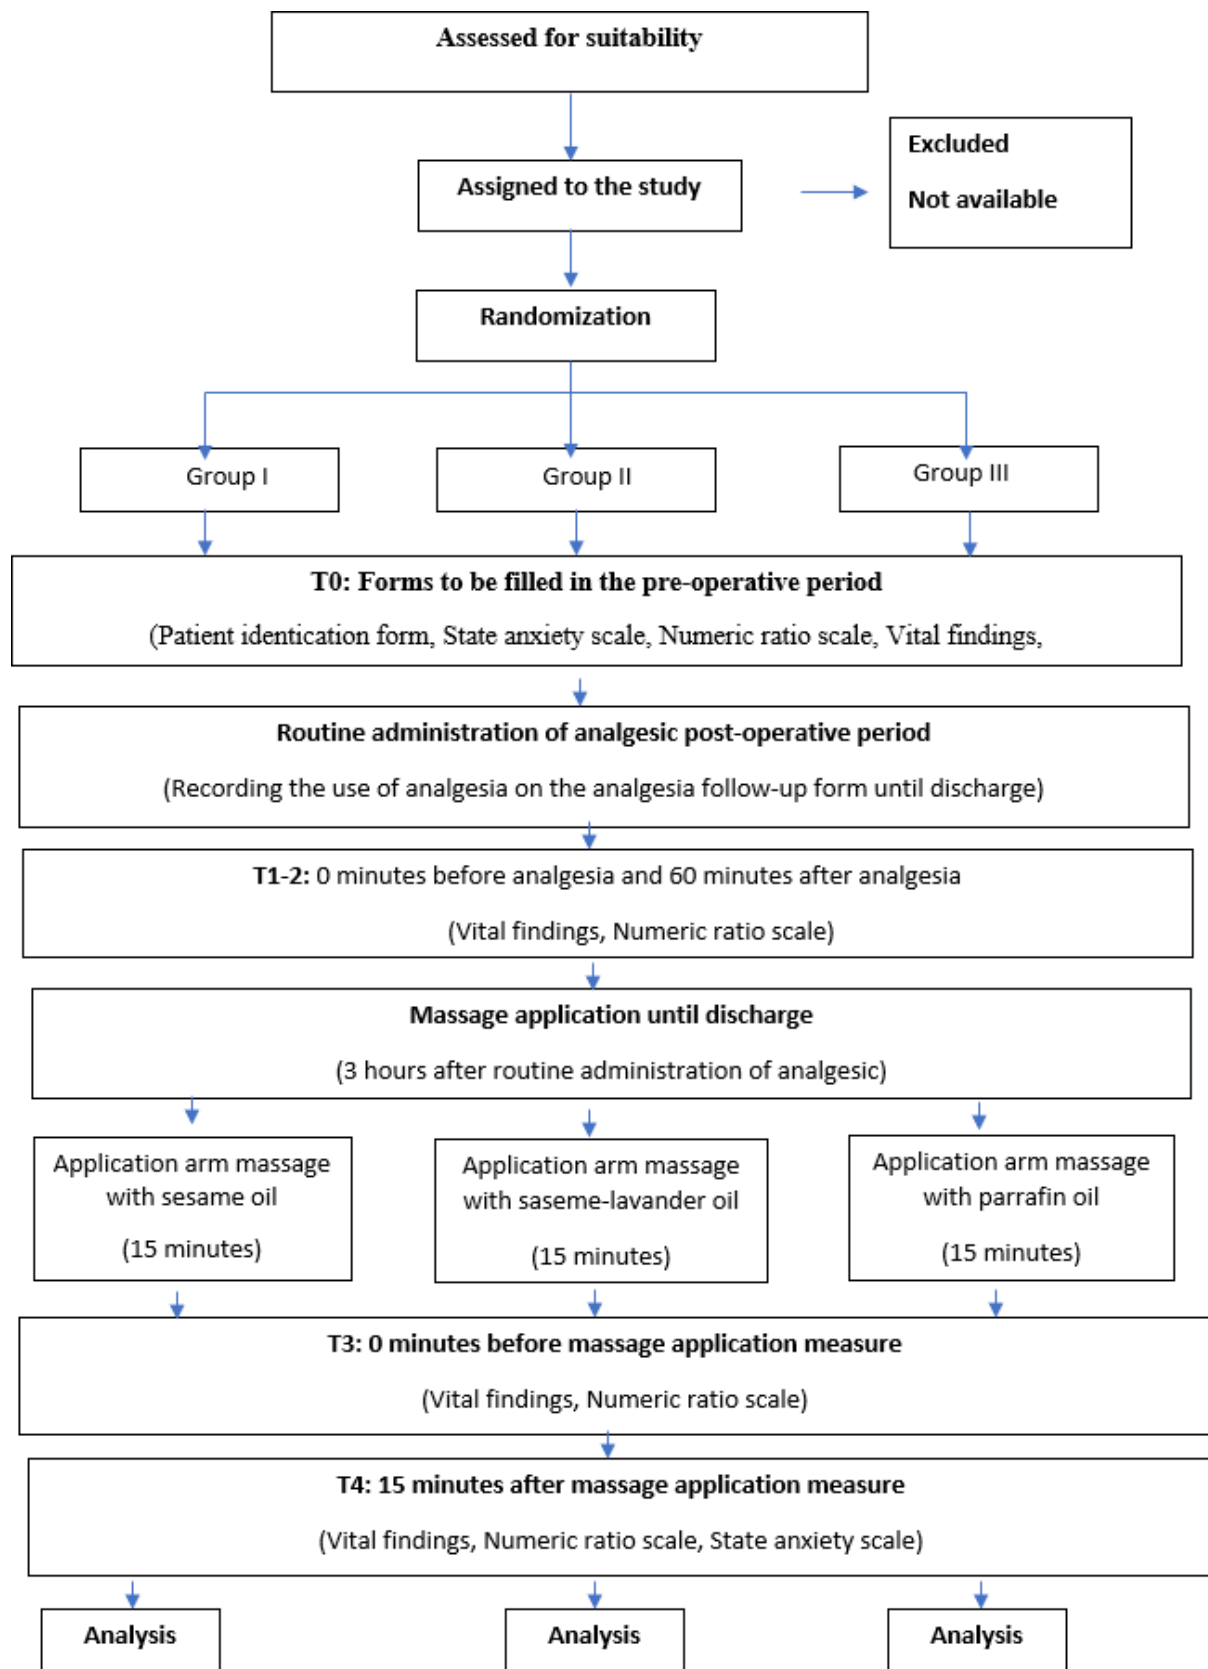 Assessed for suitability
Excluded
Not available
Assigned to the study
Randomization
Group I
Group II
Group III
T0: Forms to be filled in the pre-operative period
(Patient identication form, State anxiety scale, Numeric ratio scale, Vital findings,
Routine administration of analgesic post-operative period
(Recording the use of analgesia on the analgesia follow-up form until discharge)
T1-2: 0 minutes before analgesia and 60 minutes after analgesia
(Vital findings, Numeric ratio scale)
Massage application until discharge
(3 hours after routine administration of analgesic)
Application arm massage
with sesame oil
(15 minutes)
Application arm massage
with saseme-lavander oil
(15 minutes)
Application arm massage
with parrafin oil
(15 minutes)
T3: 0 minutes before massage application measure
(Vital findings, Numeric ratio scale)
T4: 15 minutes after massage application measure
(Vital findings, Numeric ratio scale, State anxiety scale)
Analysis
Analysis
Analysis